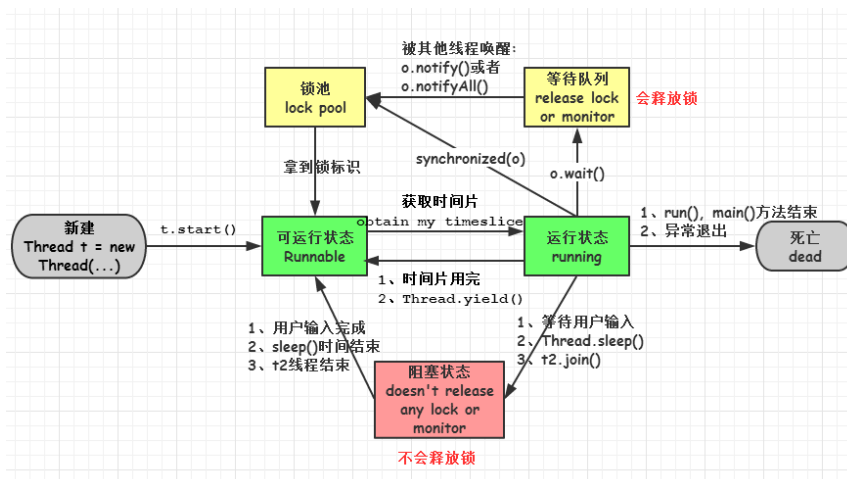 被其他线程唤醒:
o.notify()或者
o.notifyAll()
锁池
lock pool
等待队列
release lock
or monitor
会释放锁
synchronized(o)
o.wait()
拿到锁标识
获取时间片
obtain my timeslice
新建
Thread t = new
Thread(...)
t.start()
可运行状态
Runnable
运行状态
running
1、run(), main()方法结束
2、异常退出
死亡
dead
1、时间片用完
2、Thread.yield()
1、用户输入完成
2、sleep()时间结束
3、t2线程结束
1、等待用户输入
2、Thread.sleep()
3、t2.join()
阻塞状态
doesn't release
any lock or
monitor
不会释放锁